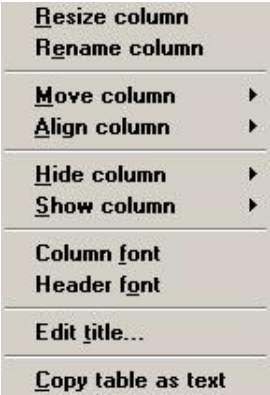 Resize column
Rename column
Move column
Align column
Hide column
Show column
Column font
Header font
Edit title...
Copy table as text